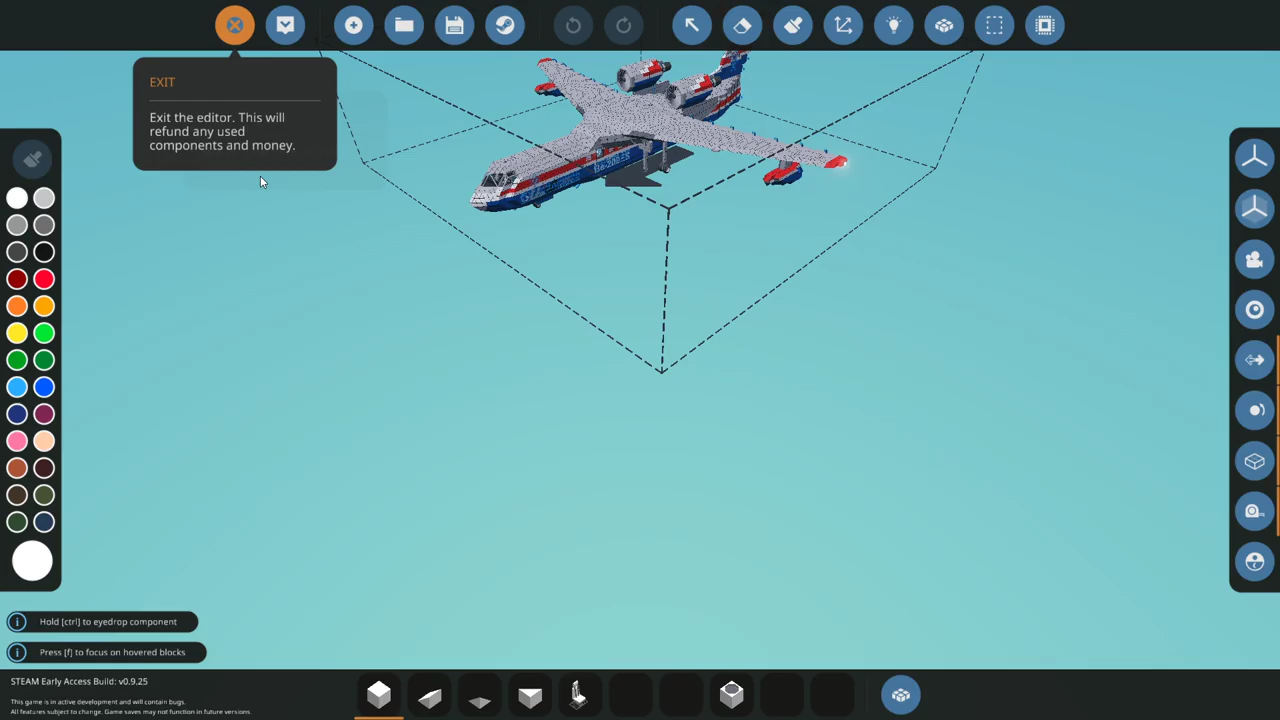 EXIT
Exit the editor. This will
refund any used
components and money.
Hold [ctrl] to eyedrop component
Press [f] to focus on hovered blocks
STEAM Early Access Build: v0.9.25
This game is in active development and will contain bugs.
All features subject to change. Game saves may not function in future versions.